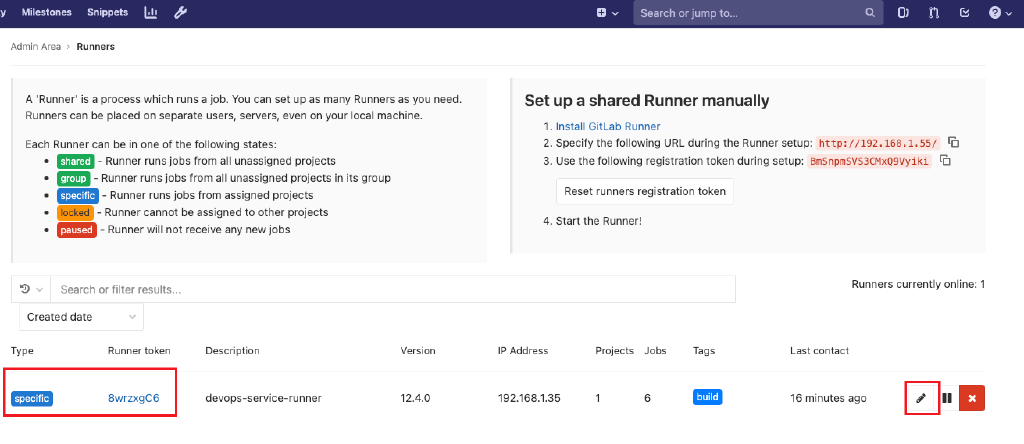 y Milestones Snippets Search or jump to...
Admin Area > Runners
A 'Runner' is a process which runs a job. You can set up as many Runners as you need.
Runners can be placed on separate users, servers, even on your local machine.
Each Runner can be in one of the following states:
• shared - Runner runs jobs from all unassigned projects
• group - Runner runs jobs from all unassigned projects in its group
• specific - Runner runs jobs from assigned projects
• locked - Runner cannot be assigned to other projects
• paused - Runner will not receive any new jobs
Set up a shared Runner manually
1. Install GitLab Runner
2. Specify the following URL during the Runner setup: http://192.168.1.55/
3. Use the following registration token during setup: BmSnpmSVS3CMxQ9Vyiki
Reset runners registration token
4. Start the Runner!
Search or filter results...
Runners currently online: 1
Created date
Type Runner token Description Version IP Address Projects Jobs Tags Last contact
specific 8wrzxgC6 devops-service-runner 12.4.0 192.168.1.35 1 6 build 16 minutes ago